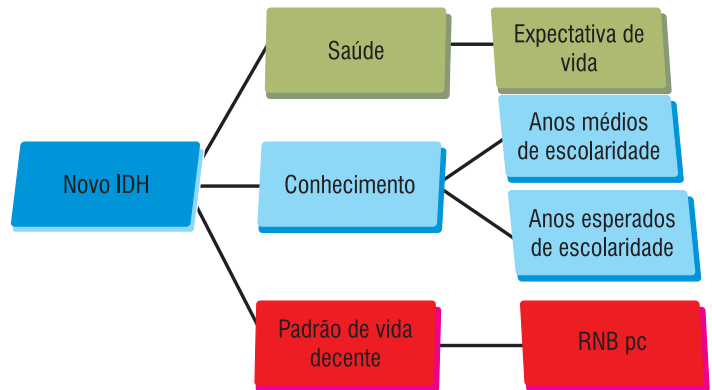 Novo IDH
Saúde
Expectativa de
vida
Conhecimento
Anos médios
de escolaridade
Anos esperados
de escolaridade
Padrão de vida
decente
RNB pc